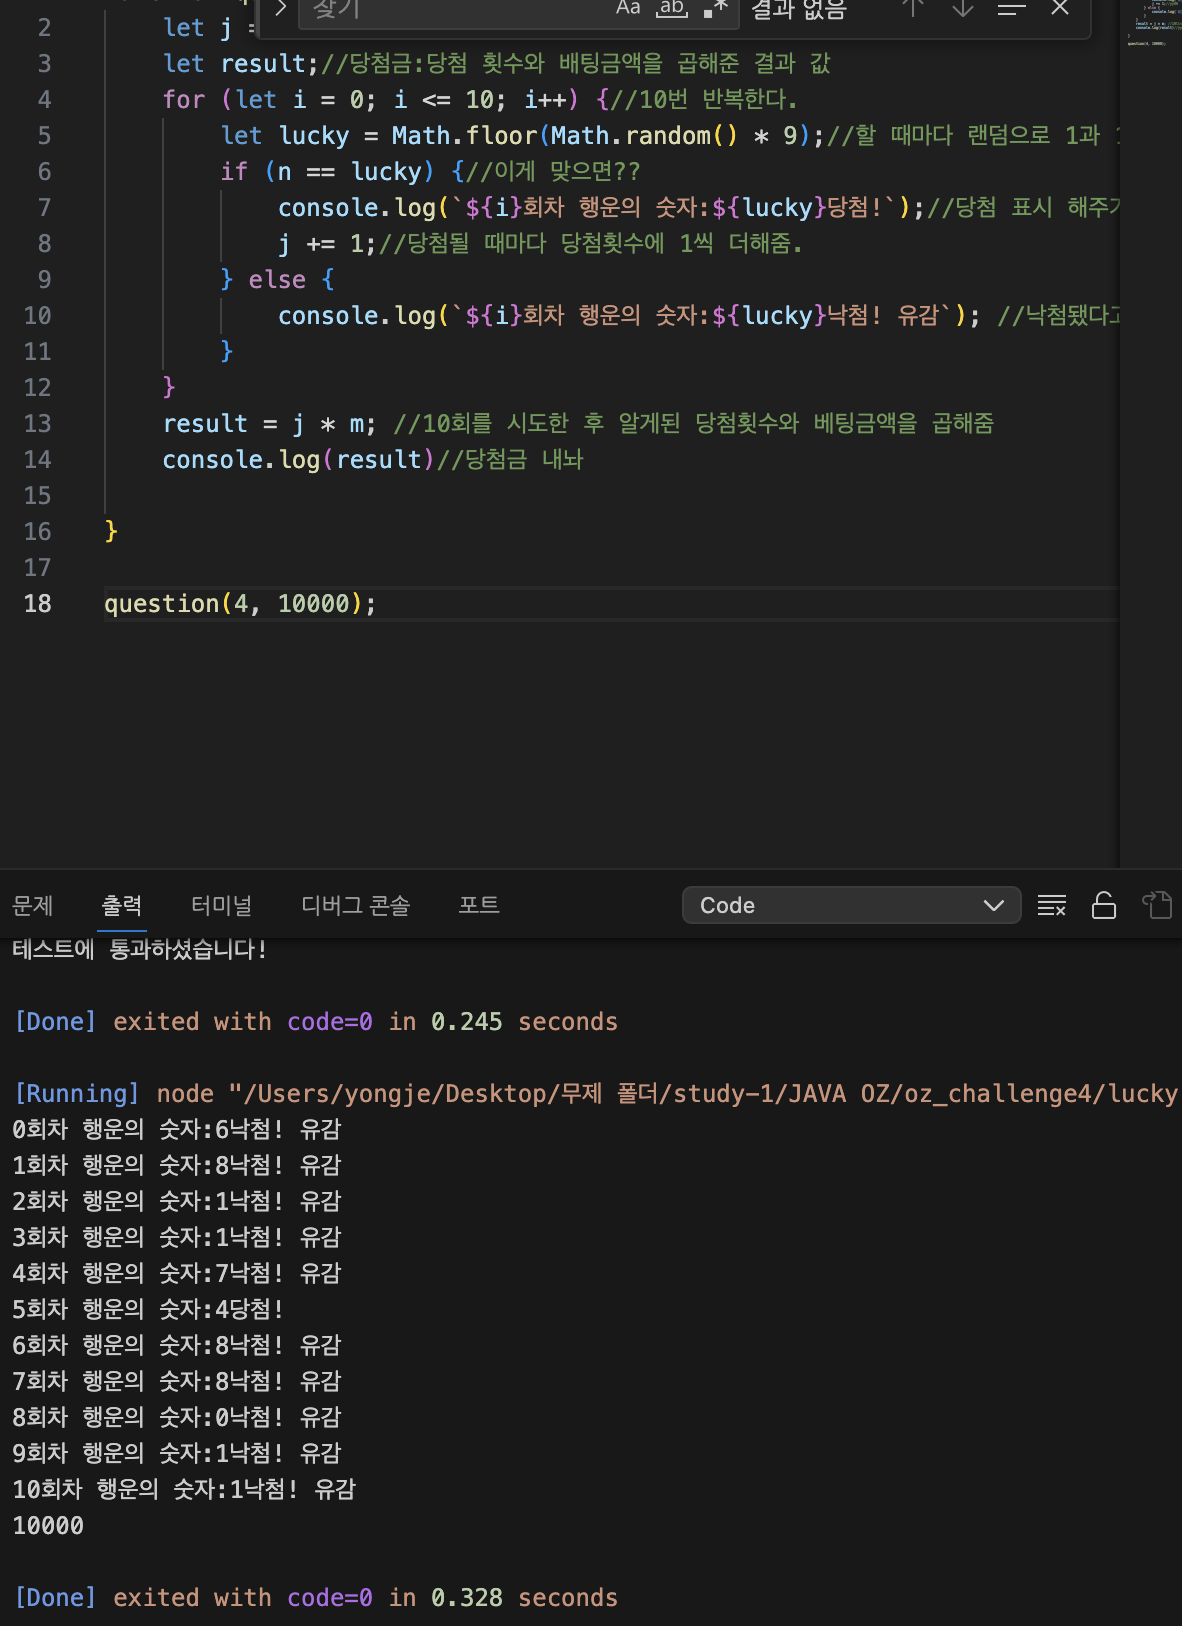 찾기 Aa ab 결과 없음
2 let j
3 let result;//당첨금:당첨 횟수와 배팅금액을 곱해준 결과 값
4 for (let i = 0; i <= 10; i++) {//10번 반복한다.
5 let lucky = Math.floor(Math.random() * 9);//할 때마다 랜덤으로 1과
6 if (n == lucky) {//이게 맞으면??
7 console.log(`${i}회차 행운의 숫자:${lucky}당첨!`);//당첨 표시
8 j += 1;//당첨될 때마다 당첨횟수에 1씩 더해줌.
9 } else {
10 console.log(`${i}회차 행운의 숫자:${lucky}낙첨! 유감`); //낙첨됐다고
11 }
12 }
13 result = j * m; //10회를 시도한 후 알게된 당첨횟수와 베팅금액을 곱해줌
14 console.log(result)//당첨금 내놔
15
16 }
17
18 question(4, 10000);
문제 출력 터미널 디버그 콘솔 포트 Code
테스트에 통과하셨습니다!
[Done] exited with code=0 in 0.245 seconds
[Running] node "/Users/yongje/Desktop/무제 폴더/study-1/JAVA OZ/oz_challenge4/lucky
0회차 행운의 숫자:6낙첨! 유감
1회차 행운의 숫자:8낙첨! 유감
2회차 행운의 숫자:1낙첨! 유감
3회차 행운의 숫자:1낙첨! 유감
4회차 행운의 숫자:7낙첨! 유감
5회차 행운의 숫자:4당첨!
6회차 행운의 숫자:8낙첨! 유감
7회차 행운의 숫자:8낙첨! 유감
8회차 행운의 숫자:0낙첨! 유감
9회차 행운의 숫자:1낙첨! 유감
10회차 행운의 숫자:1낙첨! 유감
10000
[Done] exited with code=0 in 0.328 seconds